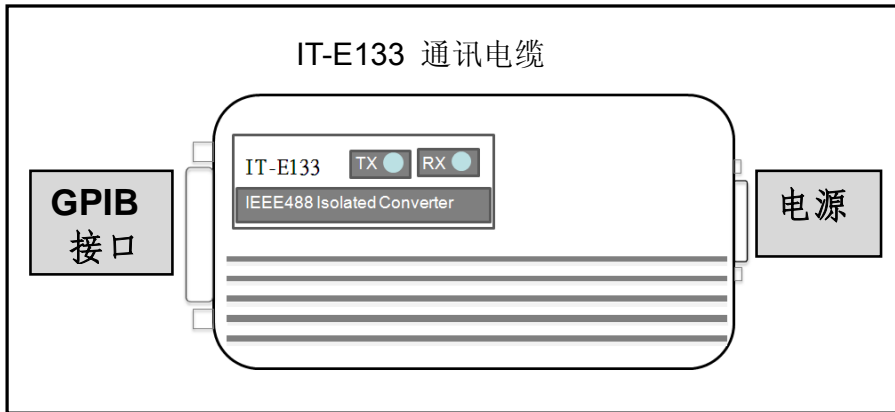 IT-E133 通讯电缆
IT-E133 TX RX
IEEE488 Isolated Converter
GPIB
接口
电源